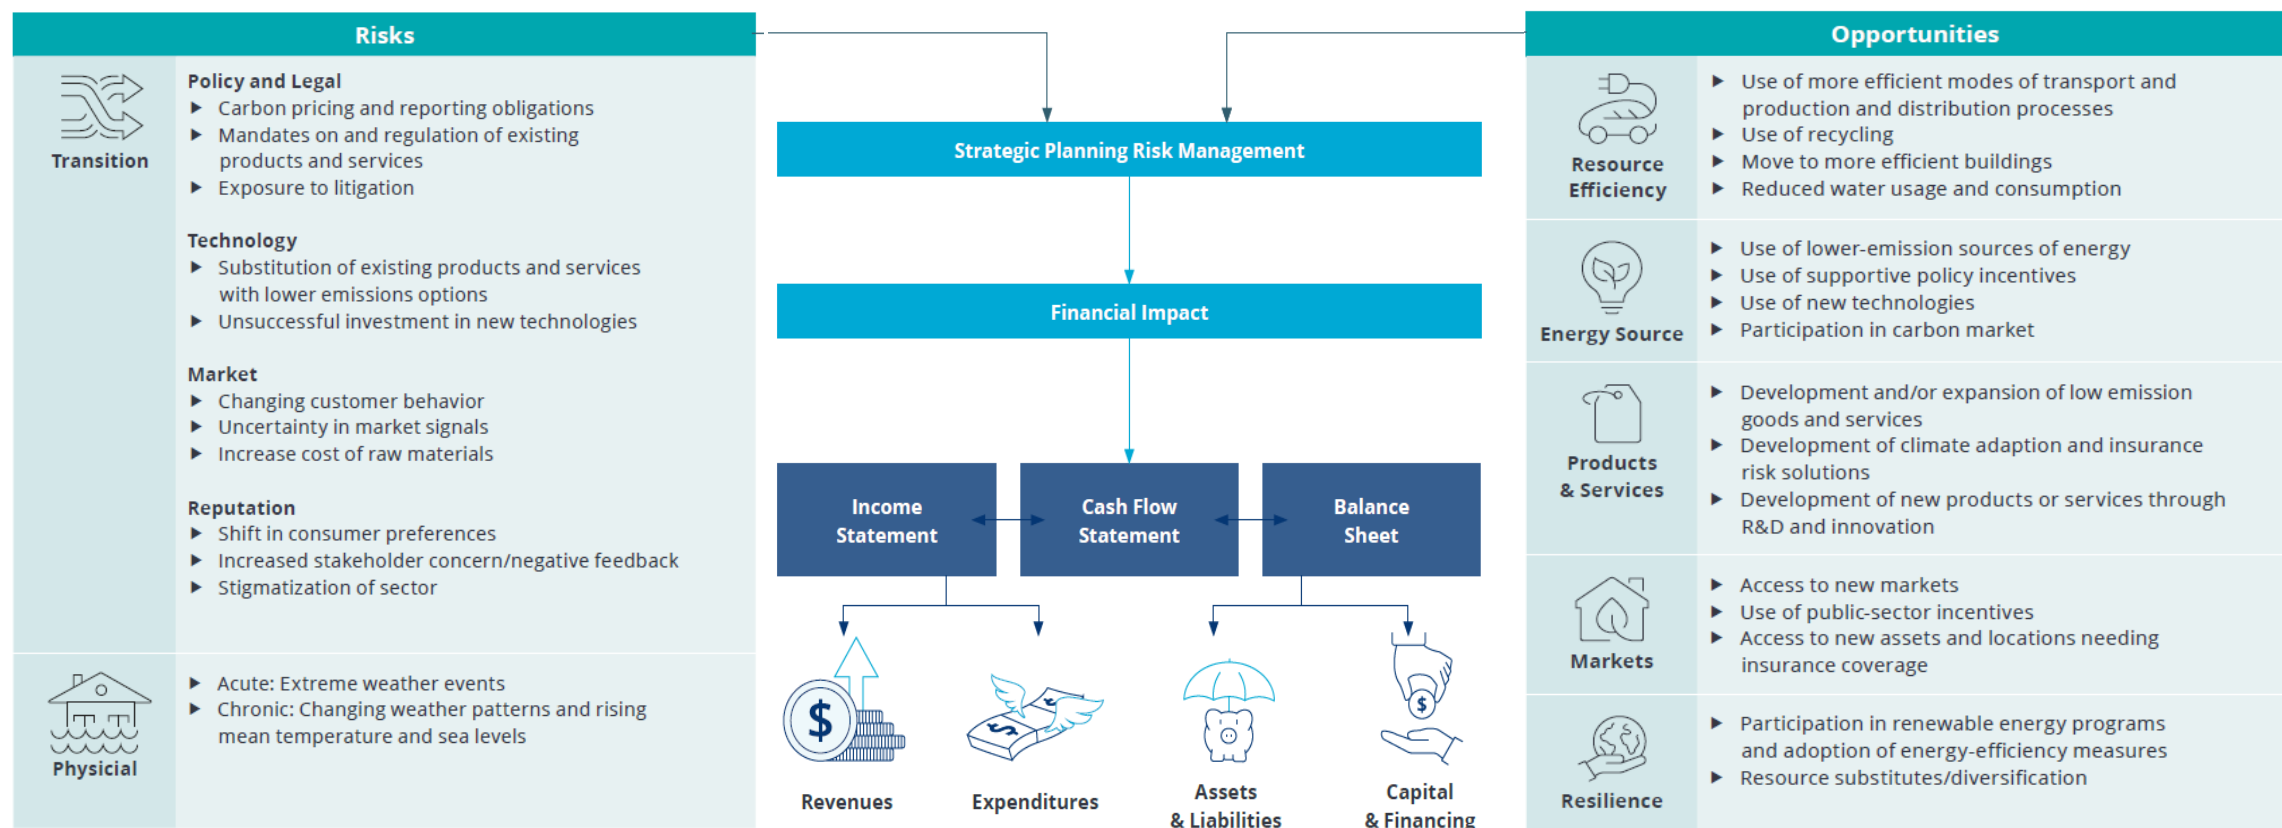 Risks
Transition
Policy and Legal
Carbon pricing and reporting obligations
Mandates on and regulation of existing
products and services
Exposure to litigation
Technology
Substitution of existing products and services
with lower emissions options
Unsuccessful investment in new technologies
Market
Changing customer behavior
Uncertainty in market signals
Increase cost of raw materials
Reputation
Shift in consumer preferences
Increased stakeholder concern/negative feedback
Stigmatization of sector
Physicial
Acute: Extreme weather events
Chronic: Changing weather patterns and rising
mean temperature and sea levels
Strategic Planning Risk Management
Financial Impact
Income
Statement
Cash Flow
Statement
Balance
Sheet
$
$
$
Revenues
Expenditures
Assets
& Liabilities
Capital
& Financing
Opportunities
Resource
Efficiency
Use of more efficient modes of transport and
production and distribution processes
Use of recycling
Move to more efficient buildings
Reduced water usage and consumption
Energy Source
Use of lower-emission sources of energy
Use of supportive policy incentives
Use of new technologies
Participation in carbon market
Products
& Services
Development and/or expansion of low emission
goods and services
Development of climate adaption and insurance
risk solutions
Development of new products or services through
R&D and innovation
Markets
Access to new markets
Use of public-sector incentives
Access to new assets and locations needing
insurance coverage
Resilience
Participation in renewable energy programs
and adoption of energy-efficiency measures
Resource substitutes/diversification